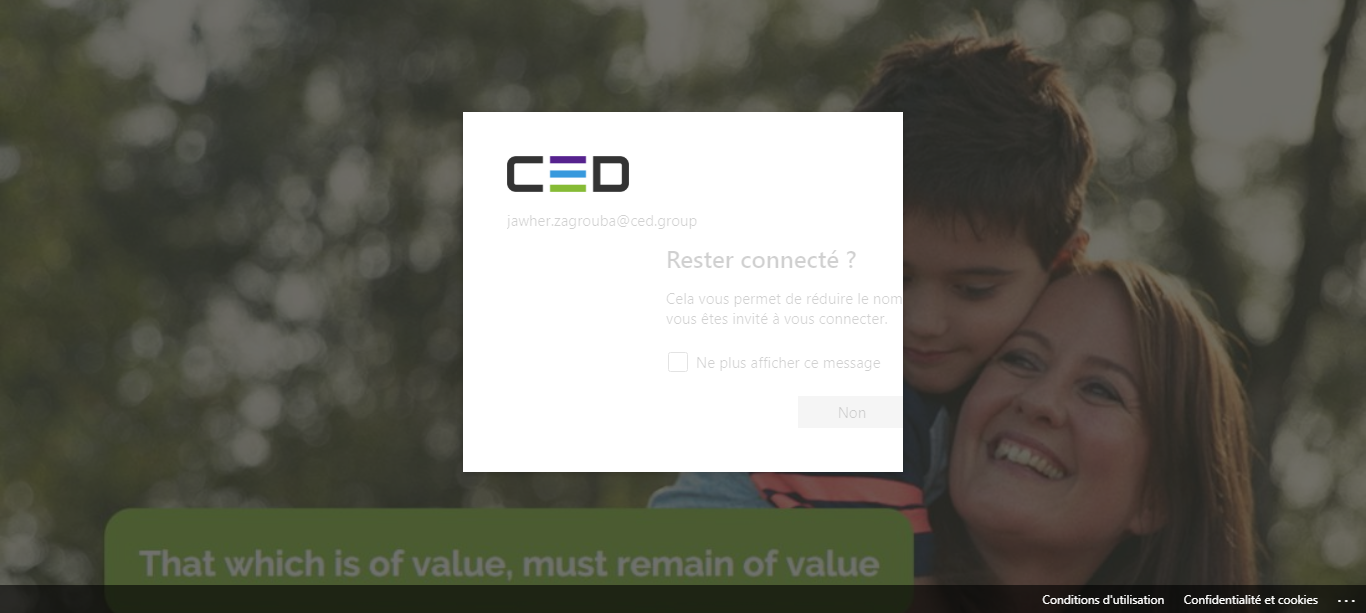 CED
jawher.zagrouba@ced.group
Rester connecté ?
Cela vous permet de réduire le nom
vous êtes invité à vous connecter.
Ne plus afficher ce message
Non
That which is of value, must remain of value
Conditions d'utilisation Confidentialité et cookies ...